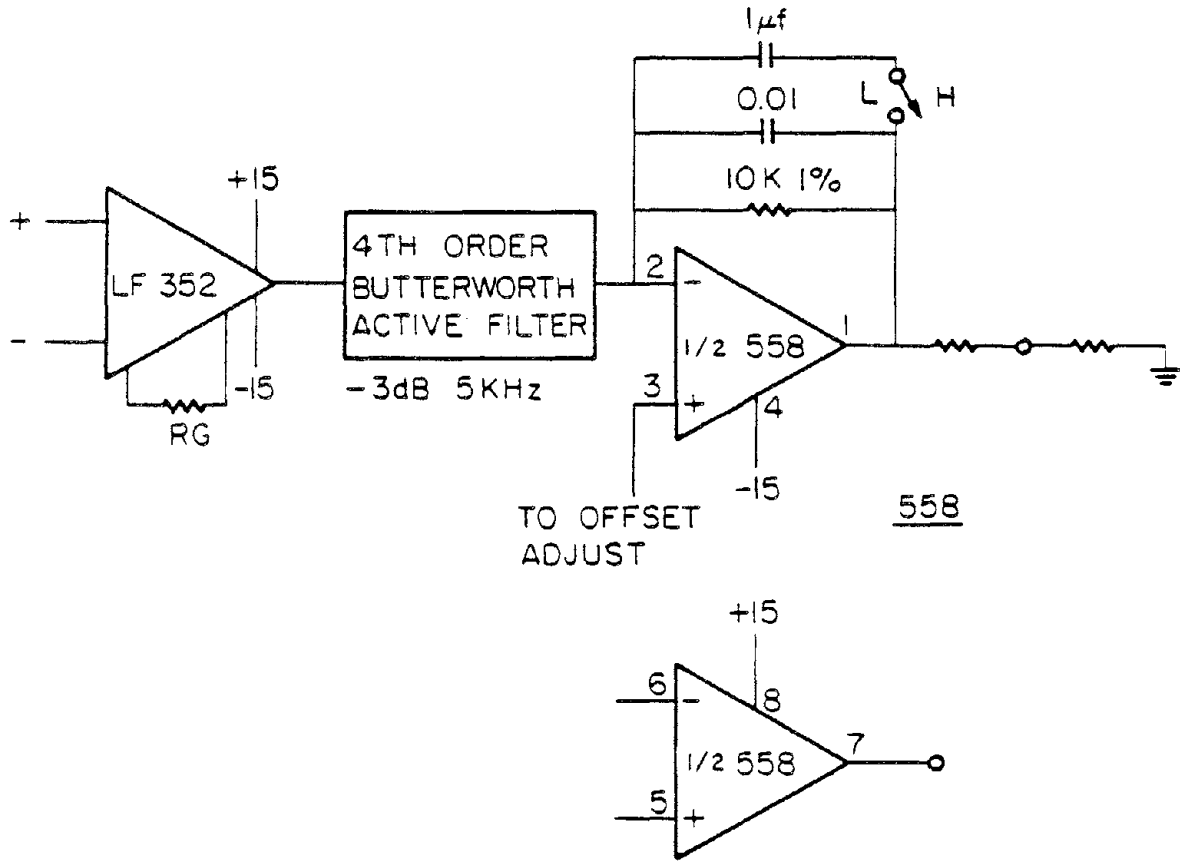 1μf
L H
0.01
10K 1%
+15
+
LF 352
-
-15
RG
4TH ORDER
BUTTERWORTH
ACTIVE FILTER
-3dB 5KHz
2
-
1/2 558
1
3
+
4
-15
TO OFFSET
ADJUST
558
+15
6
-
8
1/2 558
7
5
+